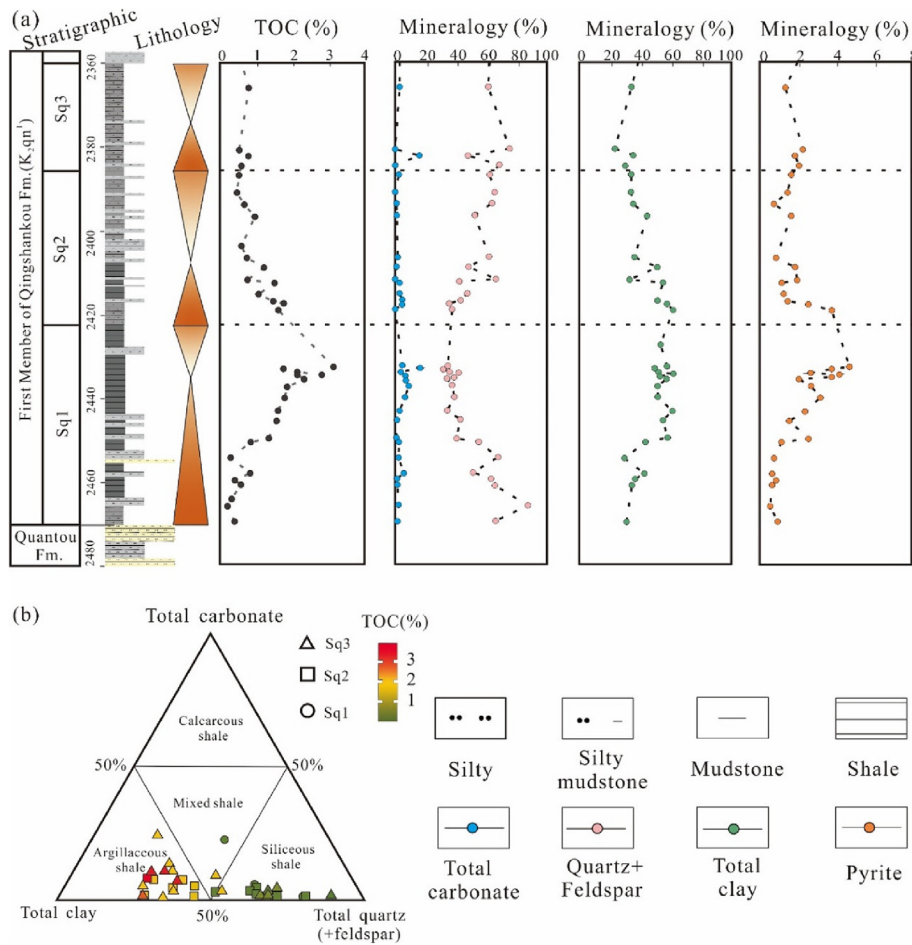 (a)
Stratigraphic
Lithology
TOC (%)
Mineralogy (%)
Mineralogy (%)
Mineralogy (%)
0 1 2 3 4
0 20 40 60 80 100
0 20 40 60 80 100
0 2 4 6 8
First Member of Qingshankou Fm.(K₂qn¹)
Sq3
Sq2
Sq1
Quantou
Fm.
2360
2380
2400
2420
2440
2460
2480
(b)
Total carbonate
TOC(%)
Sq3
Sq2
Sq1
3
2
1
Calcarcous
shale
50%
50%
Mixed shale
Argillaceous
shale
Siliceous
shale
Total clay
50%
Total quartz
(+feldspar)
Silty
Silty
mudstone
Mudstone
Shale
Total
carbonate
Quartz+
Feldspar
Total
clay
Pyrite